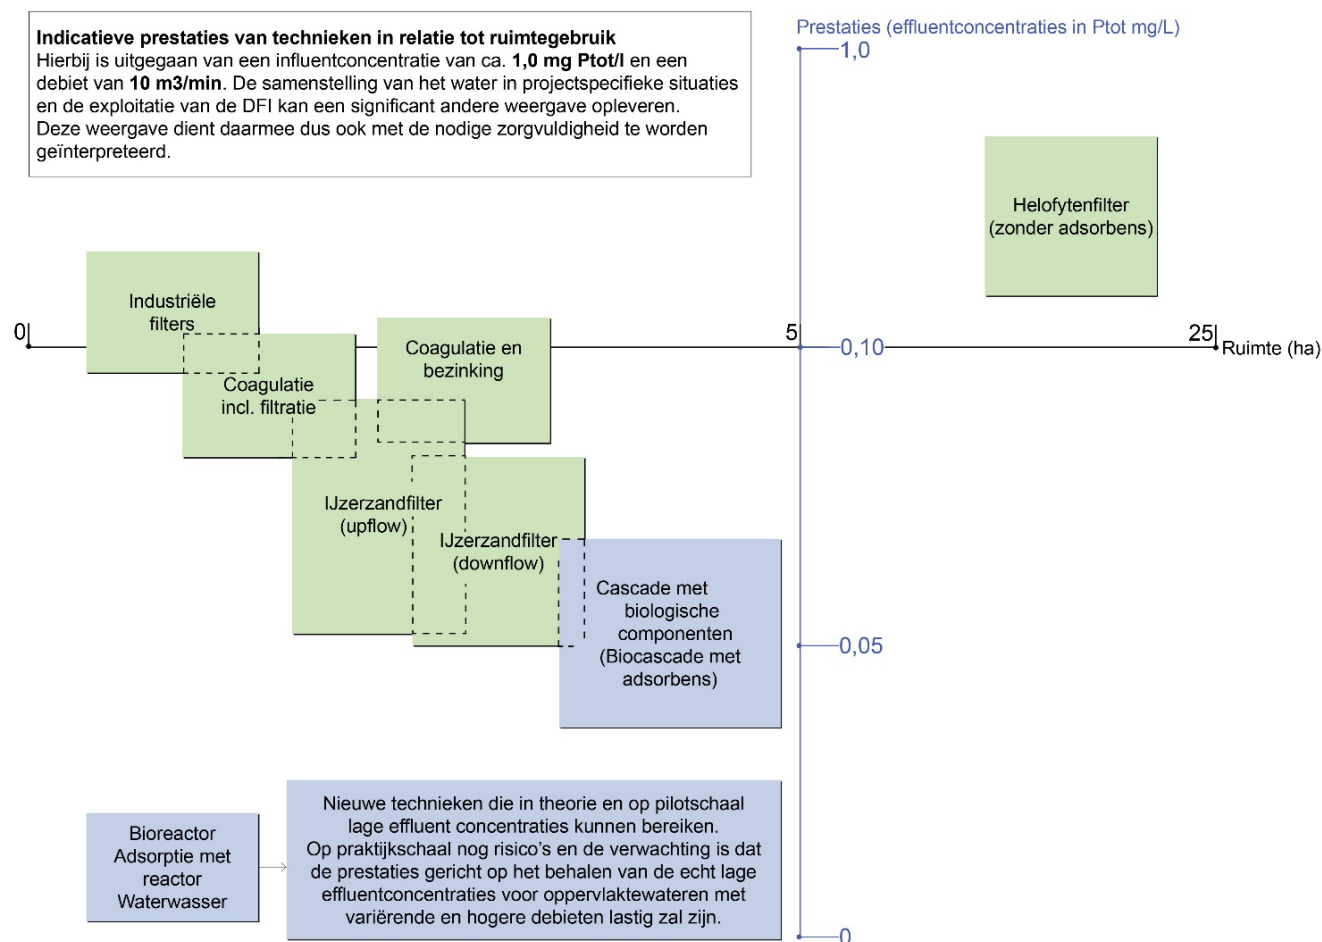 Indicatieve prestaties van technieken in relatie tot ruimtegebruik
Hierbij is uitgegaan van een influentconcentratie van ca. 1,0 mg Ptot/l en een
debiet van 10 m3/min. De samenstelling van het water in projectspecifieke situaties
en de exploitatie van de DFI kan een significant andere weergave opleveren.
Deze weergave dient daarmee dus ook met de nodige zorgvuldigheid te worden
geïnterpreteerd.
Prestaties (effluentconcentraties in Ptot mg/L)
1,0
Helofytenfilter
(zonder adsorbens)
Industriële
filters
0
5
0,10
25
Ruimte (ha)
Coagulatie en
bezinking
Coagulatie
incl. filtratie
IJzerzandfilter
(upflow)
IJzerzandfilter
(downflow)
Cascade met
biologische
componenten
(Biocascade met
adsorbens)
0,05
Bioreactor
Adsorptie met
reactor
Waterwasser
Nieuwe technieken die in theorie en op pilotschaal
lage effluent concentraties kunnen bereiken.
Op praktijkschaal nog risico's en de verwachting is dat
de prestaties gericht op het behalen van de echt lage
effluentconcentraties voor oppervlaktewateren met
variërende en hogere debieten lastig zal zijn.
0